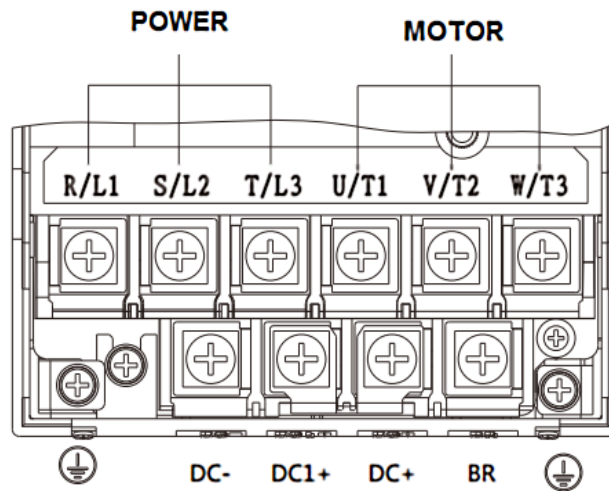 POWER MOTOR
R/L1 S/L2 T/L3 U/T1 V/T2 W/T3
DC- DC1+ DC+ BR